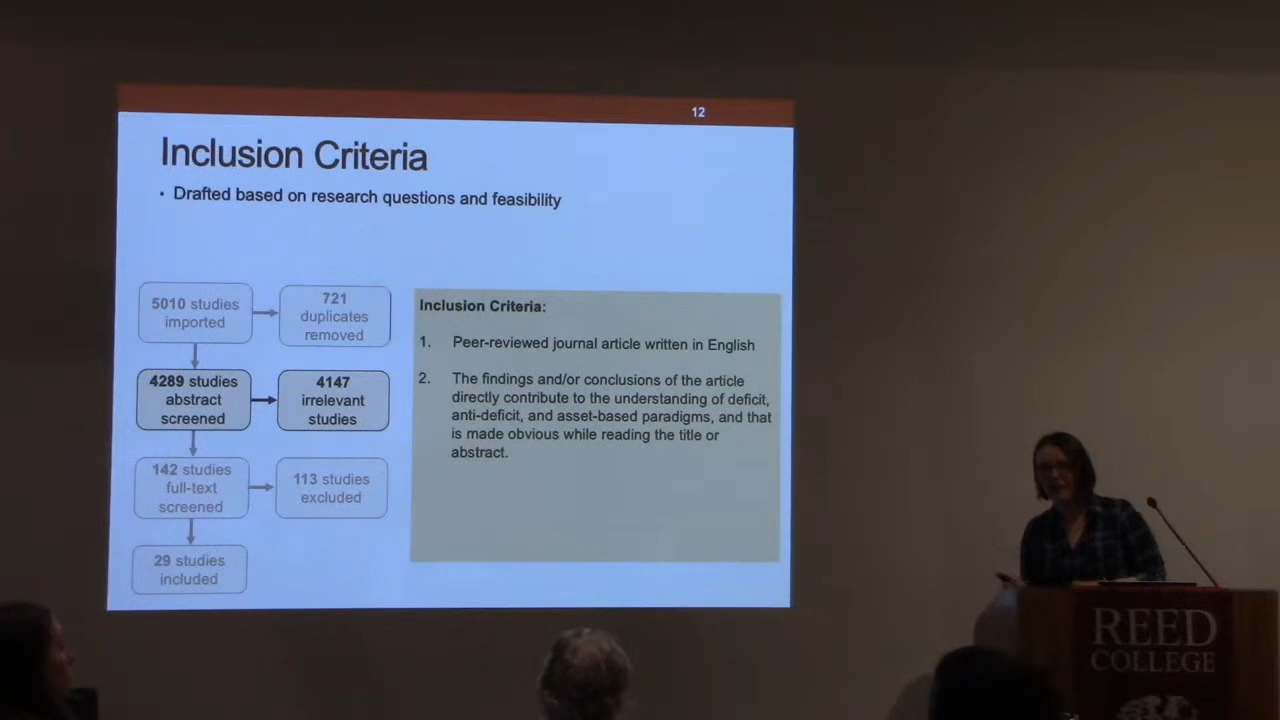 12
Inclusion Criteria
• Drafted based on research questions and feasibility
5010 studies
imported
721
duplicates
removed
4289 studies
abstract
screened
4147
irrelevant
studies
142 studies
full-text
screened
113 studies
excluded
29 studies
included
Inclusion Criteria:
1. Peer-reviewed journal article written in English
2. The findings and/or conclusions of the article
directly contribute to the understanding of deficit,
anti-deficit, and asset-based paradigms, and that
is made obvious while reading the title or
abstract.
REED
COLLEGE